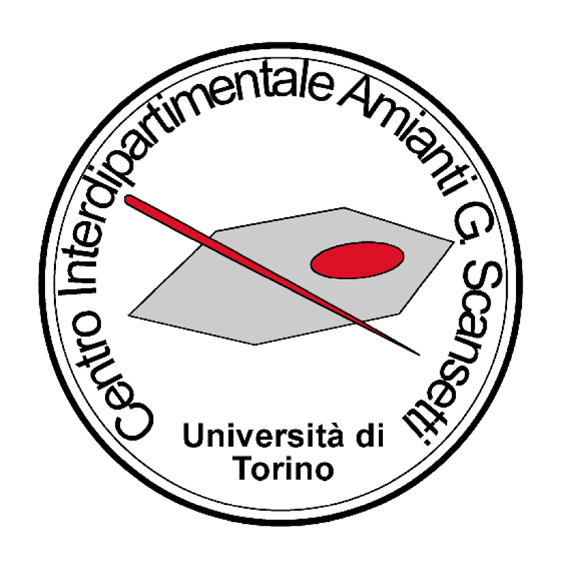 Centro Interdipartimentale Amianti G. Scansetti
Università di
Torino